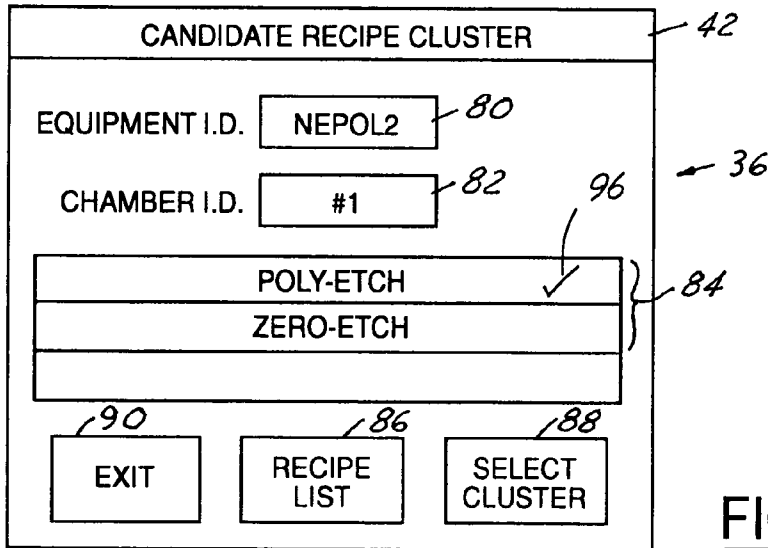 CANDIDATE RECIPE CLUSTER 42
EQUIPMENT I.D. NEPOL2 80
36
CHAMBER I.D. #1 82
96
POLY-ETCH
84
ZERO-ETCH
90 86 88
EXIT RECIPE LIST SELECT CLUSTER